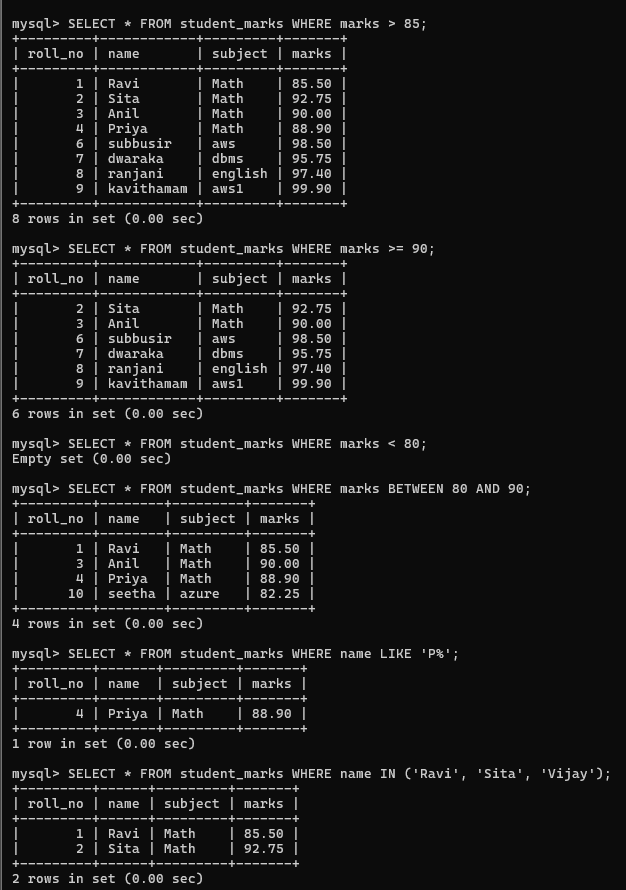 mysql> SELECT * FROM student_marks WHERE marks > 85;
+---------+------------+---------+-------+
| roll_no | name       | subject | marks |
+---------+------------+---------+-------+
|       1 | Ravi       | Math    | 85.50 |
|       2 | Sita       | Math    | 92.75 |
|       3 | Anil       | Math    | 90.00 |
|       4 | Priya      | Math    | 88.90 |
|       6 | subbusir   | aws     | 98.50 |
|       7 | dwaraka    | dbms    | 95.75 |
|       8 | ranjani    | english | 97.40 |
|       9 | kavithamam | aws1    | 99.90 |
+---------+------------+---------+-------+
8 rows in set (0.00 sec)

mysql> SELECT * FROM student_marks WHERE marks >= 90;
+---------+------------+---------+-------+
| roll_no | name       | subject | marks |
+---------+------------+---------+-------+
|       2 | Sita       | Math    | 92.75 |
|       3 | Anil       | Math    | 90.00 |
|       6 | subbusir   | aws     | 98.50 |
|       7 | dwaraka    | dbms    | 95.75 |
|       8 | ranjani    | english | 97.40 |
|       9 | kavithamam | aws1    | 99.90 |
+---------+------------+---------+-------+
6 rows in set (0.00 sec)

mysql> SELECT * FROM student_marks WHERE marks < 80;
Empty set (0.00 sec)

mysql> SELECT * FROM student_marks WHERE marks BETWEEN 80 AND 90;
+---------+--------+---------+-------+
| roll_no | name   | subject | marks |
+---------+--------+---------+-------+
|       1 | Ravi   | Math    | 85.50 |
|       3 | Anil   | Math    | 90.00 |
|       4 | Priya  | Math    | 88.90 |
|      10 | seetha | azure   | 82.25 |
+---------+--------+---------+-------+
4 rows in set (0.00 sec)

mysql> SELECT * FROM student_marks WHERE name LIKE 'P%';
+---------+-------+---------+-------+
| roll_no | name  | subject | marks |
+---------+-------+---------+-------+
|       4 | Priya | Math    | 88.90 |
+---------+-------+---------+-------+
1 row in set (0.00 sec)

mysql> SELECT * FROM student_marks WHERE name IN ('Ravi', 'Sita', 'Vijay');
+---------+------+---------+-------+
| roll_no | name | subject | marks |
+---------+------+---------+-------+
|       1 | Ravi | Math    | 85.50 |
|       2 | Sita | Math    | 92.75 |
+---------+------+---------+-------+
2 rows in set (0.00 sec)